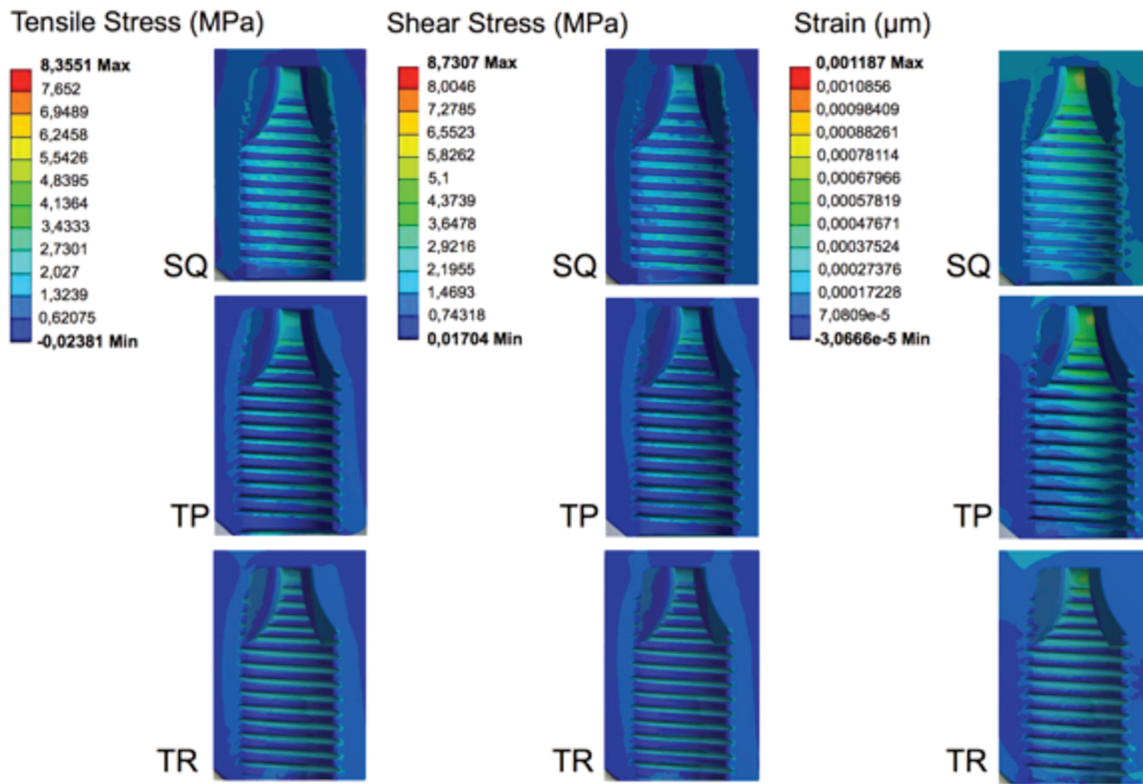 Tensile Stress (MPa)
8,3551 Max
7,652
6,9489
6,2458
5,5426
4,8395
4,1364
3,4333
2,7301
2,027
1,3239
0,62075
-0,02381 Min
SQ
TP
TR
Shear Stress (MPa)
8,7307 Max
8,0046
7,2785
6,5523
5,8262
5,1
4,3739
3,6478
2,9216
2,1955
1,4693
0,74318
0,01704 Min
SQ
TP
TR
Strain (µm)
0,001187 Max
0,0010856
0,00098409
0,00088261
0,00078114
0,00067966
0,00057819
0,00047671
0,00037524
0,00027376
0,00017228
7,0809e-5
-3,0666e-5 Min
SQ
TP
TR